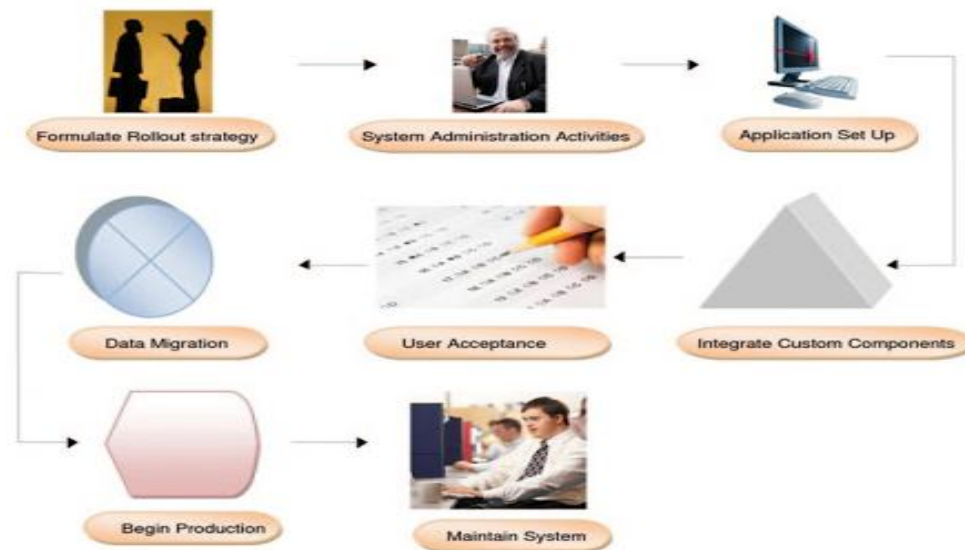 Formulate Rollout strategy
System Administration Activities
Application Set Up
Data Migration
User Acceptance
Integrate Custom Components
Begin Production
Maintain System